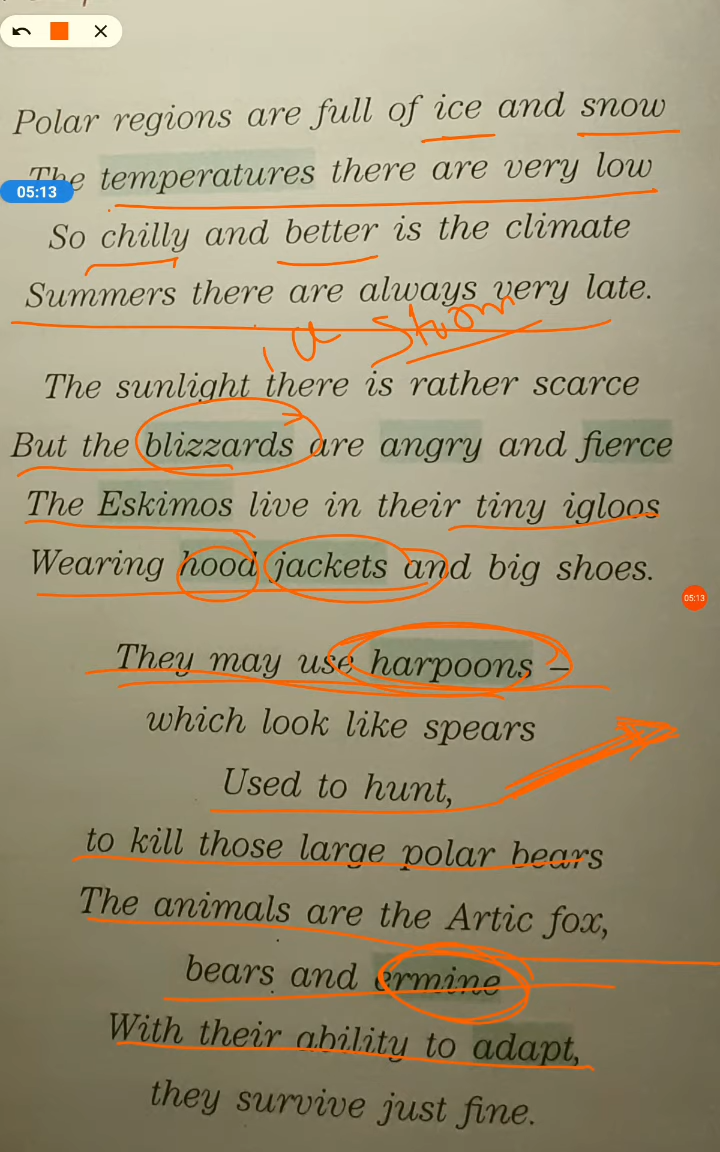 05:13
Polar regions are full of ice and snow
The temperatures there are very low
So chilly and better is the climate
Summers there are always very late.
a storm
The sunlight there is rather scarce
But the blizzards are angry and fierce
The Eskimos live in their tiny igloos
Wearing hood jackets and big shoes.
05:13
They may use harpoons –
which look like spears
Used to hunt,
to kill those large polar bears
The animals are the Artic fox,
bears and ermine
With their ability to adapt,
they survive just fine.